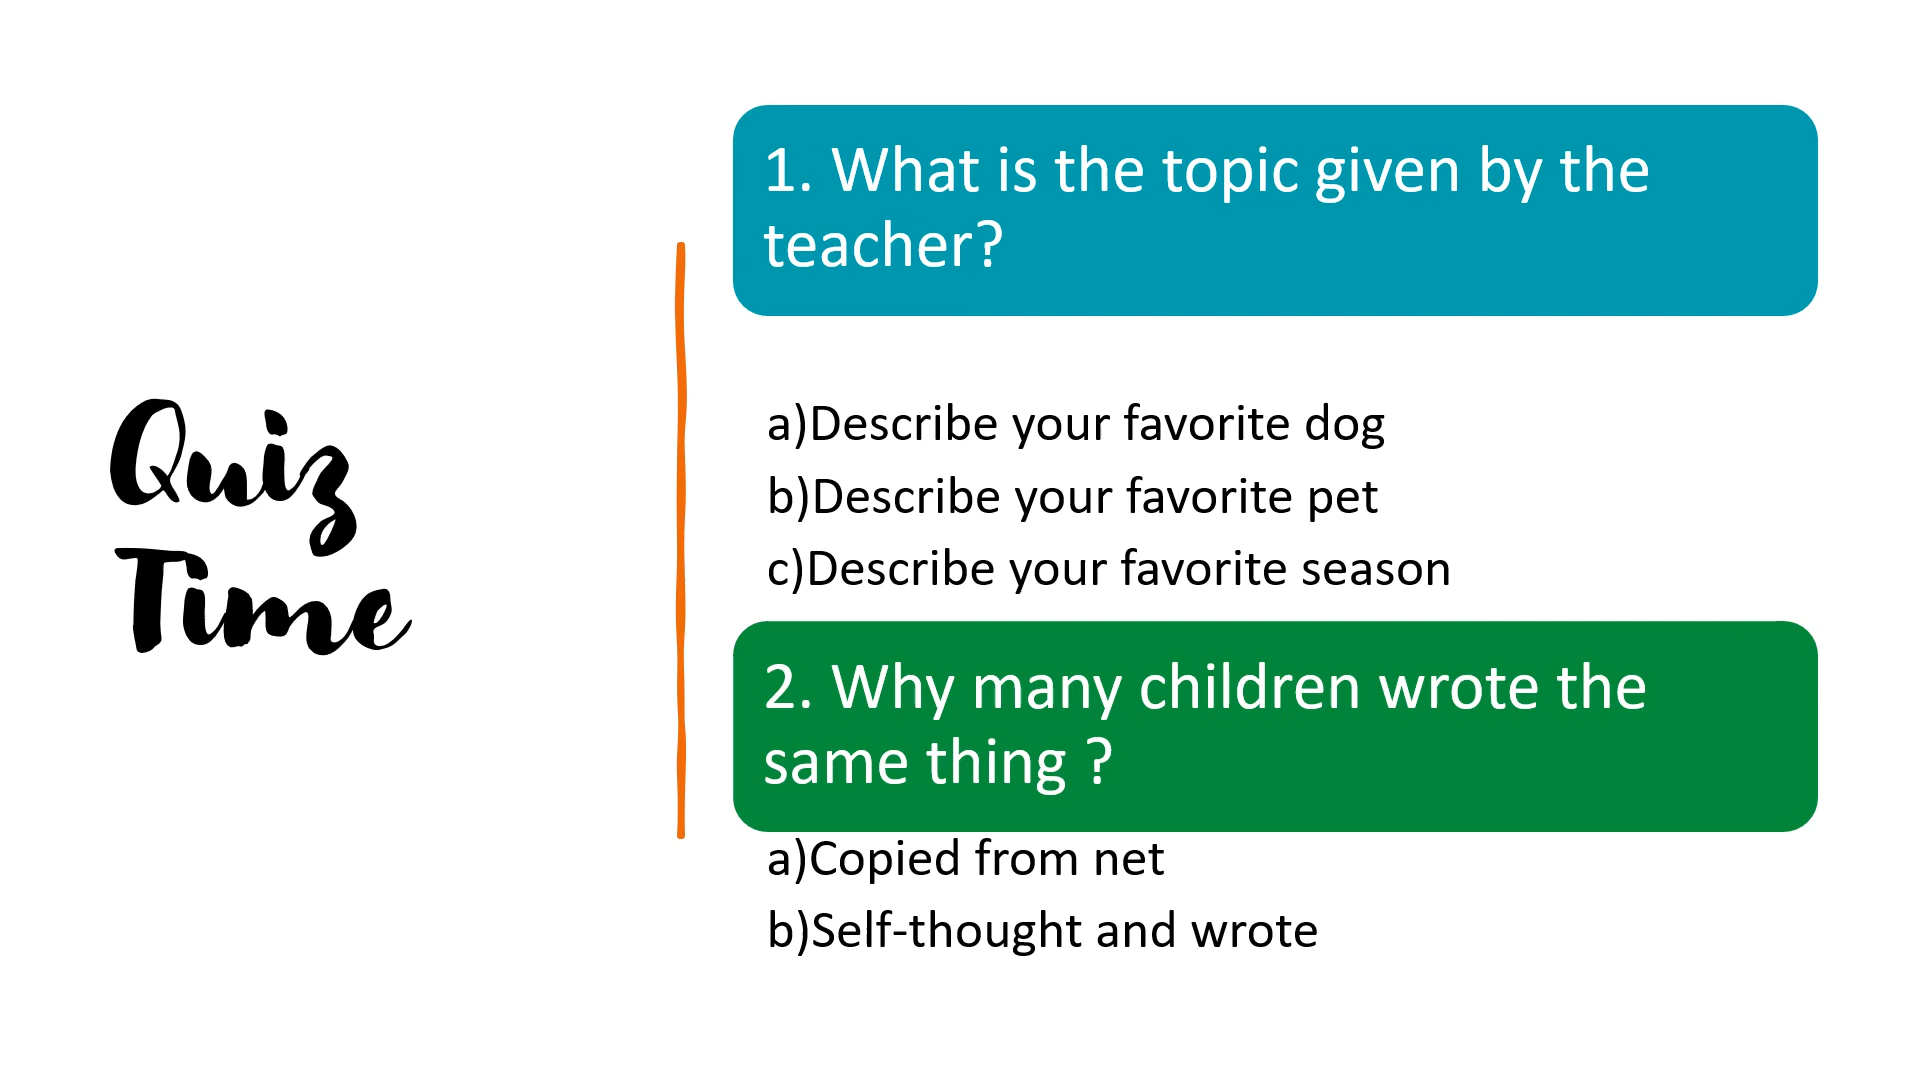 Quiz
Time
1. What is the topic given by the
teacher?
a)Describe your favorite dog
b)Describe your favorite pet
c)Describe your favorite season
2. Why many children wrote the
same thing ?
a)Copied from net
b)Self-thought and wrote